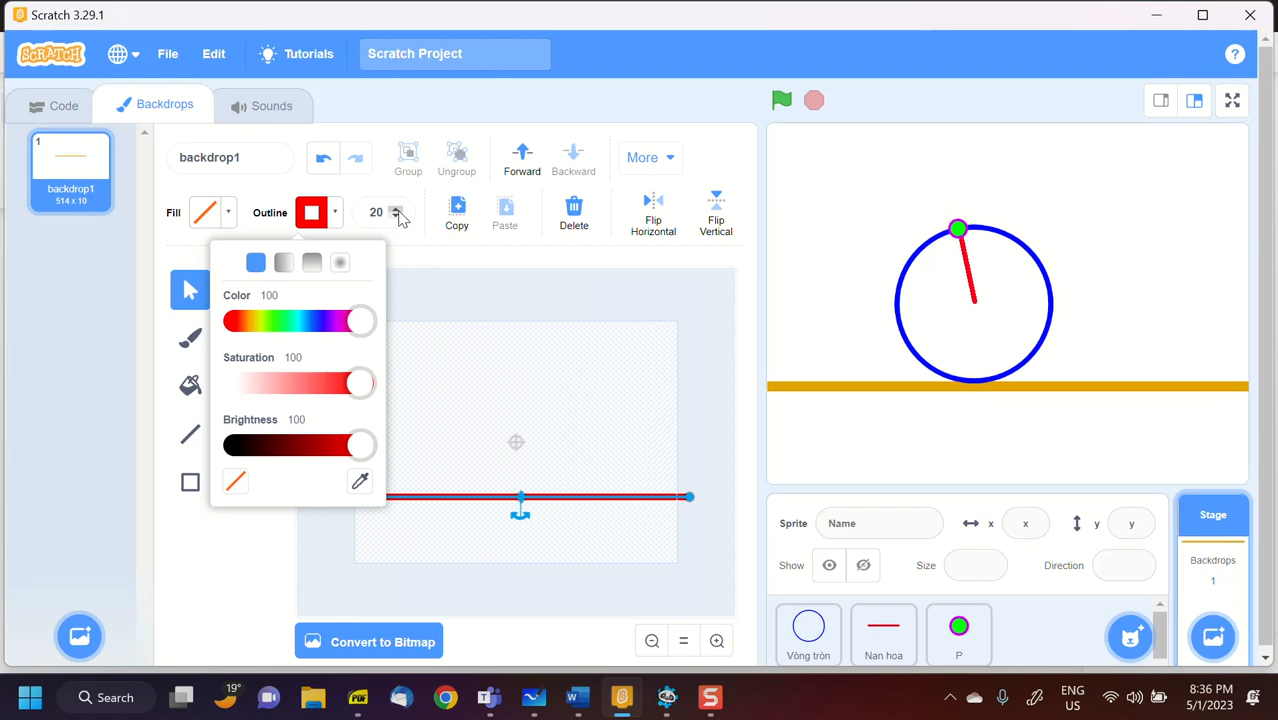 Scratch 3.29.1
SCRATCH
File
Edit
Tutorials
Scratch Project
?
Code
Backdrops
Sounds
1
backdrop1
514 x 10
backdrop1
Group
Ungroup
Forward
Backward
More
Fill
Outline
20
Copy
Paste
Delete
Flip
Horizontal
Flip
Vertical
Color 100
Saturation 100
Brightness 100
Convert to Bitmap
Sprite
Name
x
x
y
y
Show
Size
Direction
Vòng tròn
Nan hoa
P
Stage
Backdrops
1
Search
19°
PDF
ENG
US
8:36 PM
5/1/2023